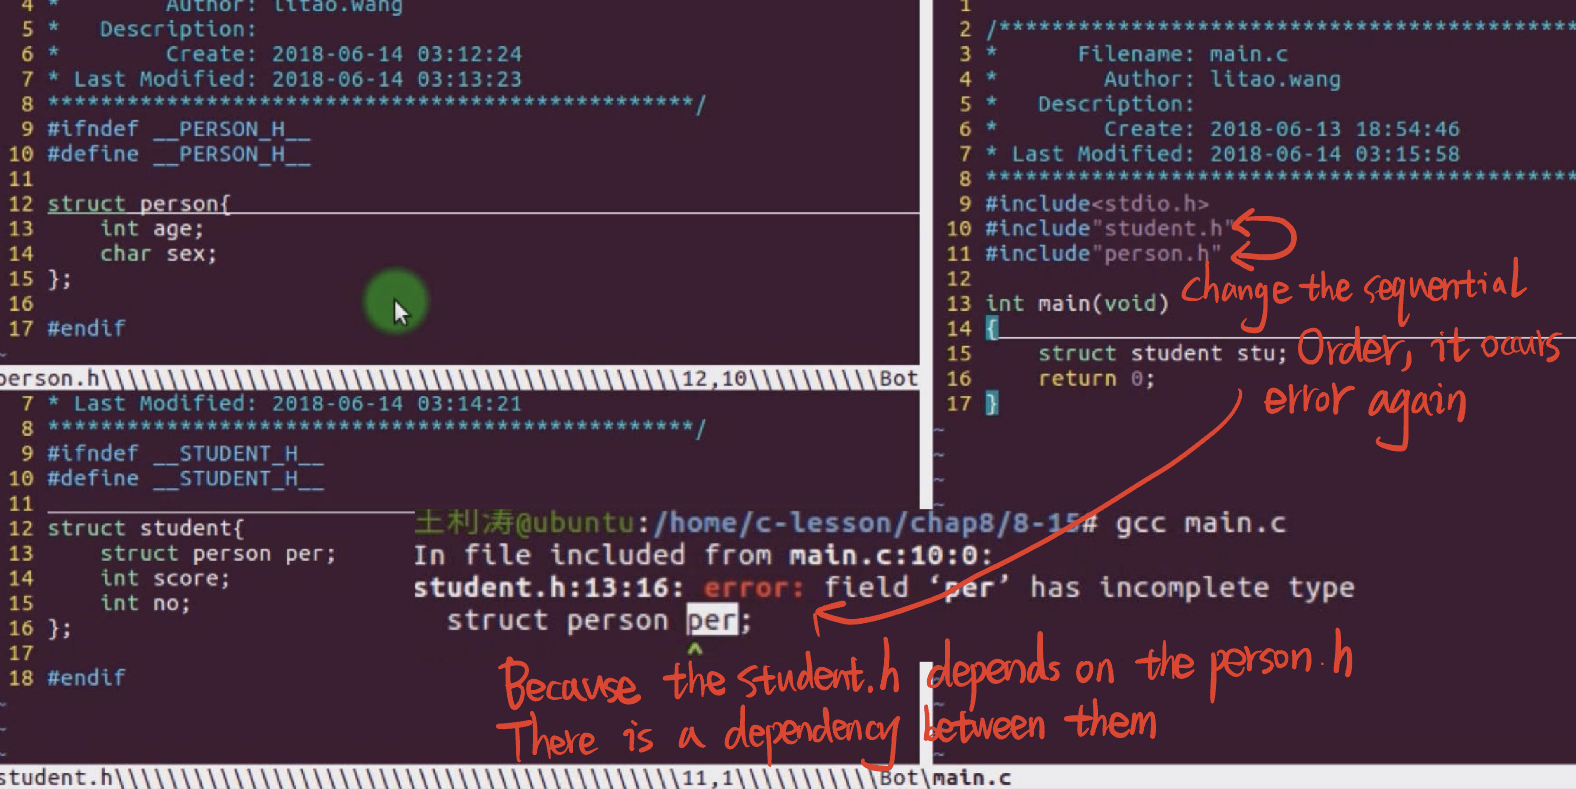 4 *        Author: litao.wang
5 *   Description:
6 *        Create: 2018-06-14 03:12:24
7 * Last Modified: 2018-06-14 03:13:23
8 *************************************************/
9 #ifndef __PERSON_H__
10 #define __PERSON_H__
11
12 struct person{
13     int age;
14     char sex;
15 };
16
17 #endif
~
person.h\\\\\\\\\\\\\\\\\\\\\\\\\\\\\\\\\\\\\\\\\\\\12,10\\\\\\\\\\Bot
7 * Last Modified: 2018-06-14 03:14:21
8 *************************************************/
9 #ifndef __STUDENT_H__
10 #define __STUDENT_H__
11
12 struct student{
13     struct person per;
14     int score;
15     int no;
16 };
17
18 #endif
~
~
~
student.h\\\\\\\\\\\\\\\\\\\\\\\\\\\\\\\\\\\\\\\\\\\11,1\\\\\\\\\\\Bot\main.c
1
2 /*********************************************
3 *      Filename: main.c
4 *        Author: litao.wang
5 *   Description:
6 *        Create: 2018-06-13 18:54:46
7 * Last Modified: 2018-06-14 03:15:58
8 *********************************************
9 #include<stdio.h>
10 #include"student.h"
11 #include"person.h"
12
13 int main(void)
14 {
15     struct student stu;
16     return 0;
17 }
change the sequential
Order, it occurs
error again
王利涛@ubuntu:/home/c-lesson/chap8/8-15# gcc main.c
In file included from main.c:10:0:
student.h:13:16: error: field ‘per’ has incomplete type
struct person per;
^
Because the student.h depends on the person.h
There is a dependency between them